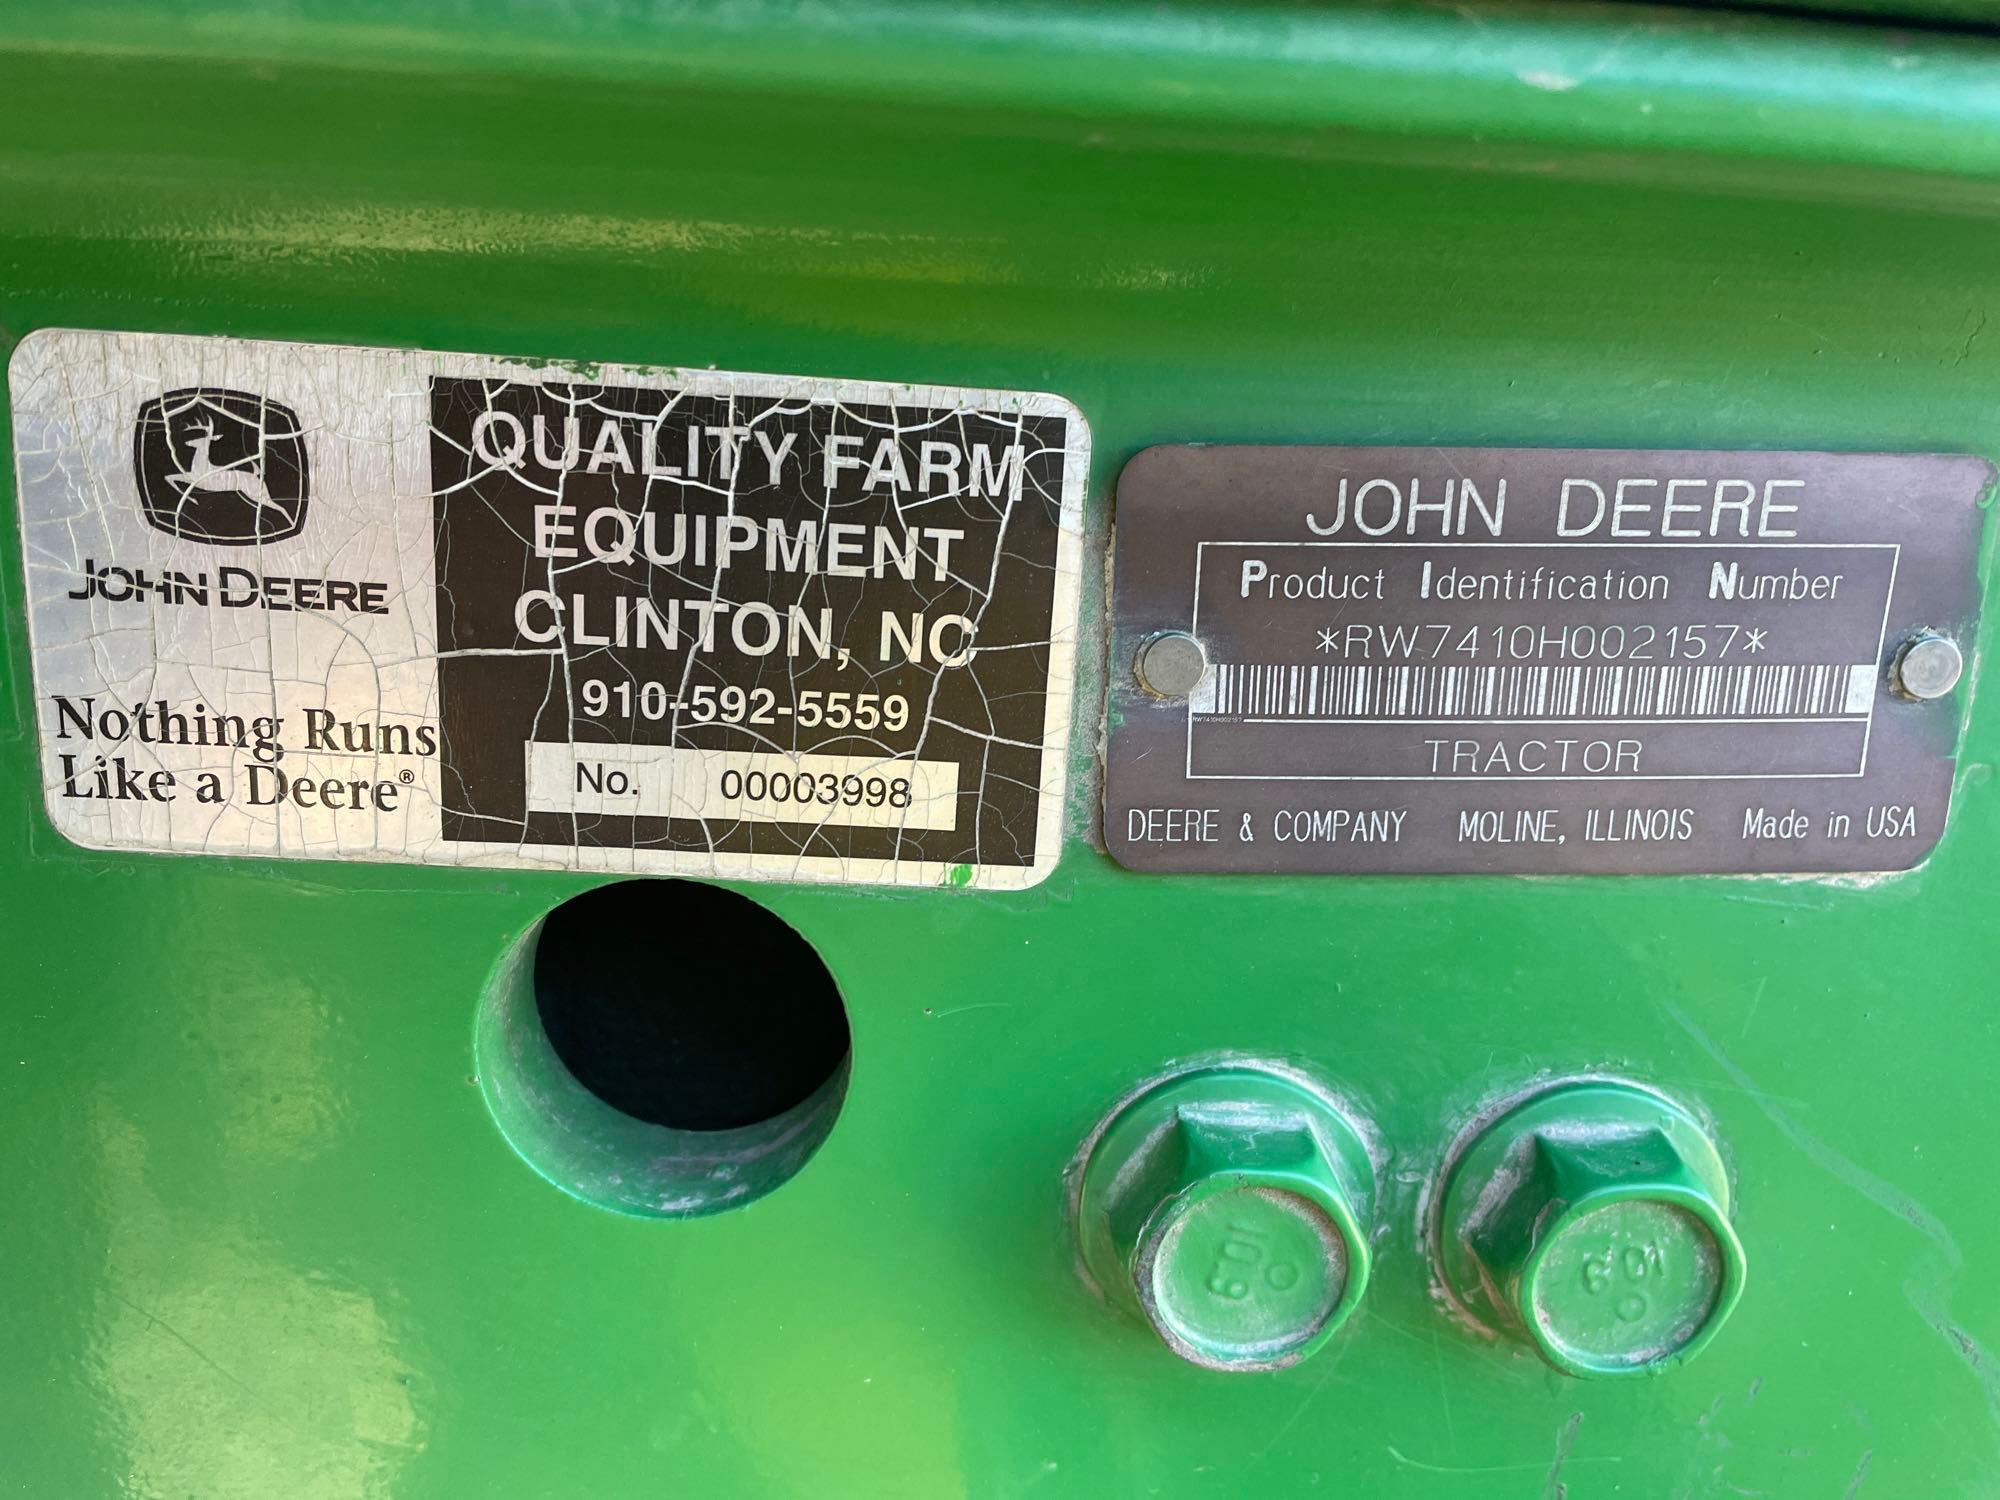 JOHN DEERE
Nothing Runs
Like a Deere®
QUALITY FARM
EQUIPMENT
CLINTON, NC
910-592-5559
No. 00003998
JOHN DEERE
Product Identification Number
*RW7410H002157*
RW7410H002157
TRACTOR
DEERE & COMPANY MOLINE, ILLINOIS Made in USA
10.9
10.9